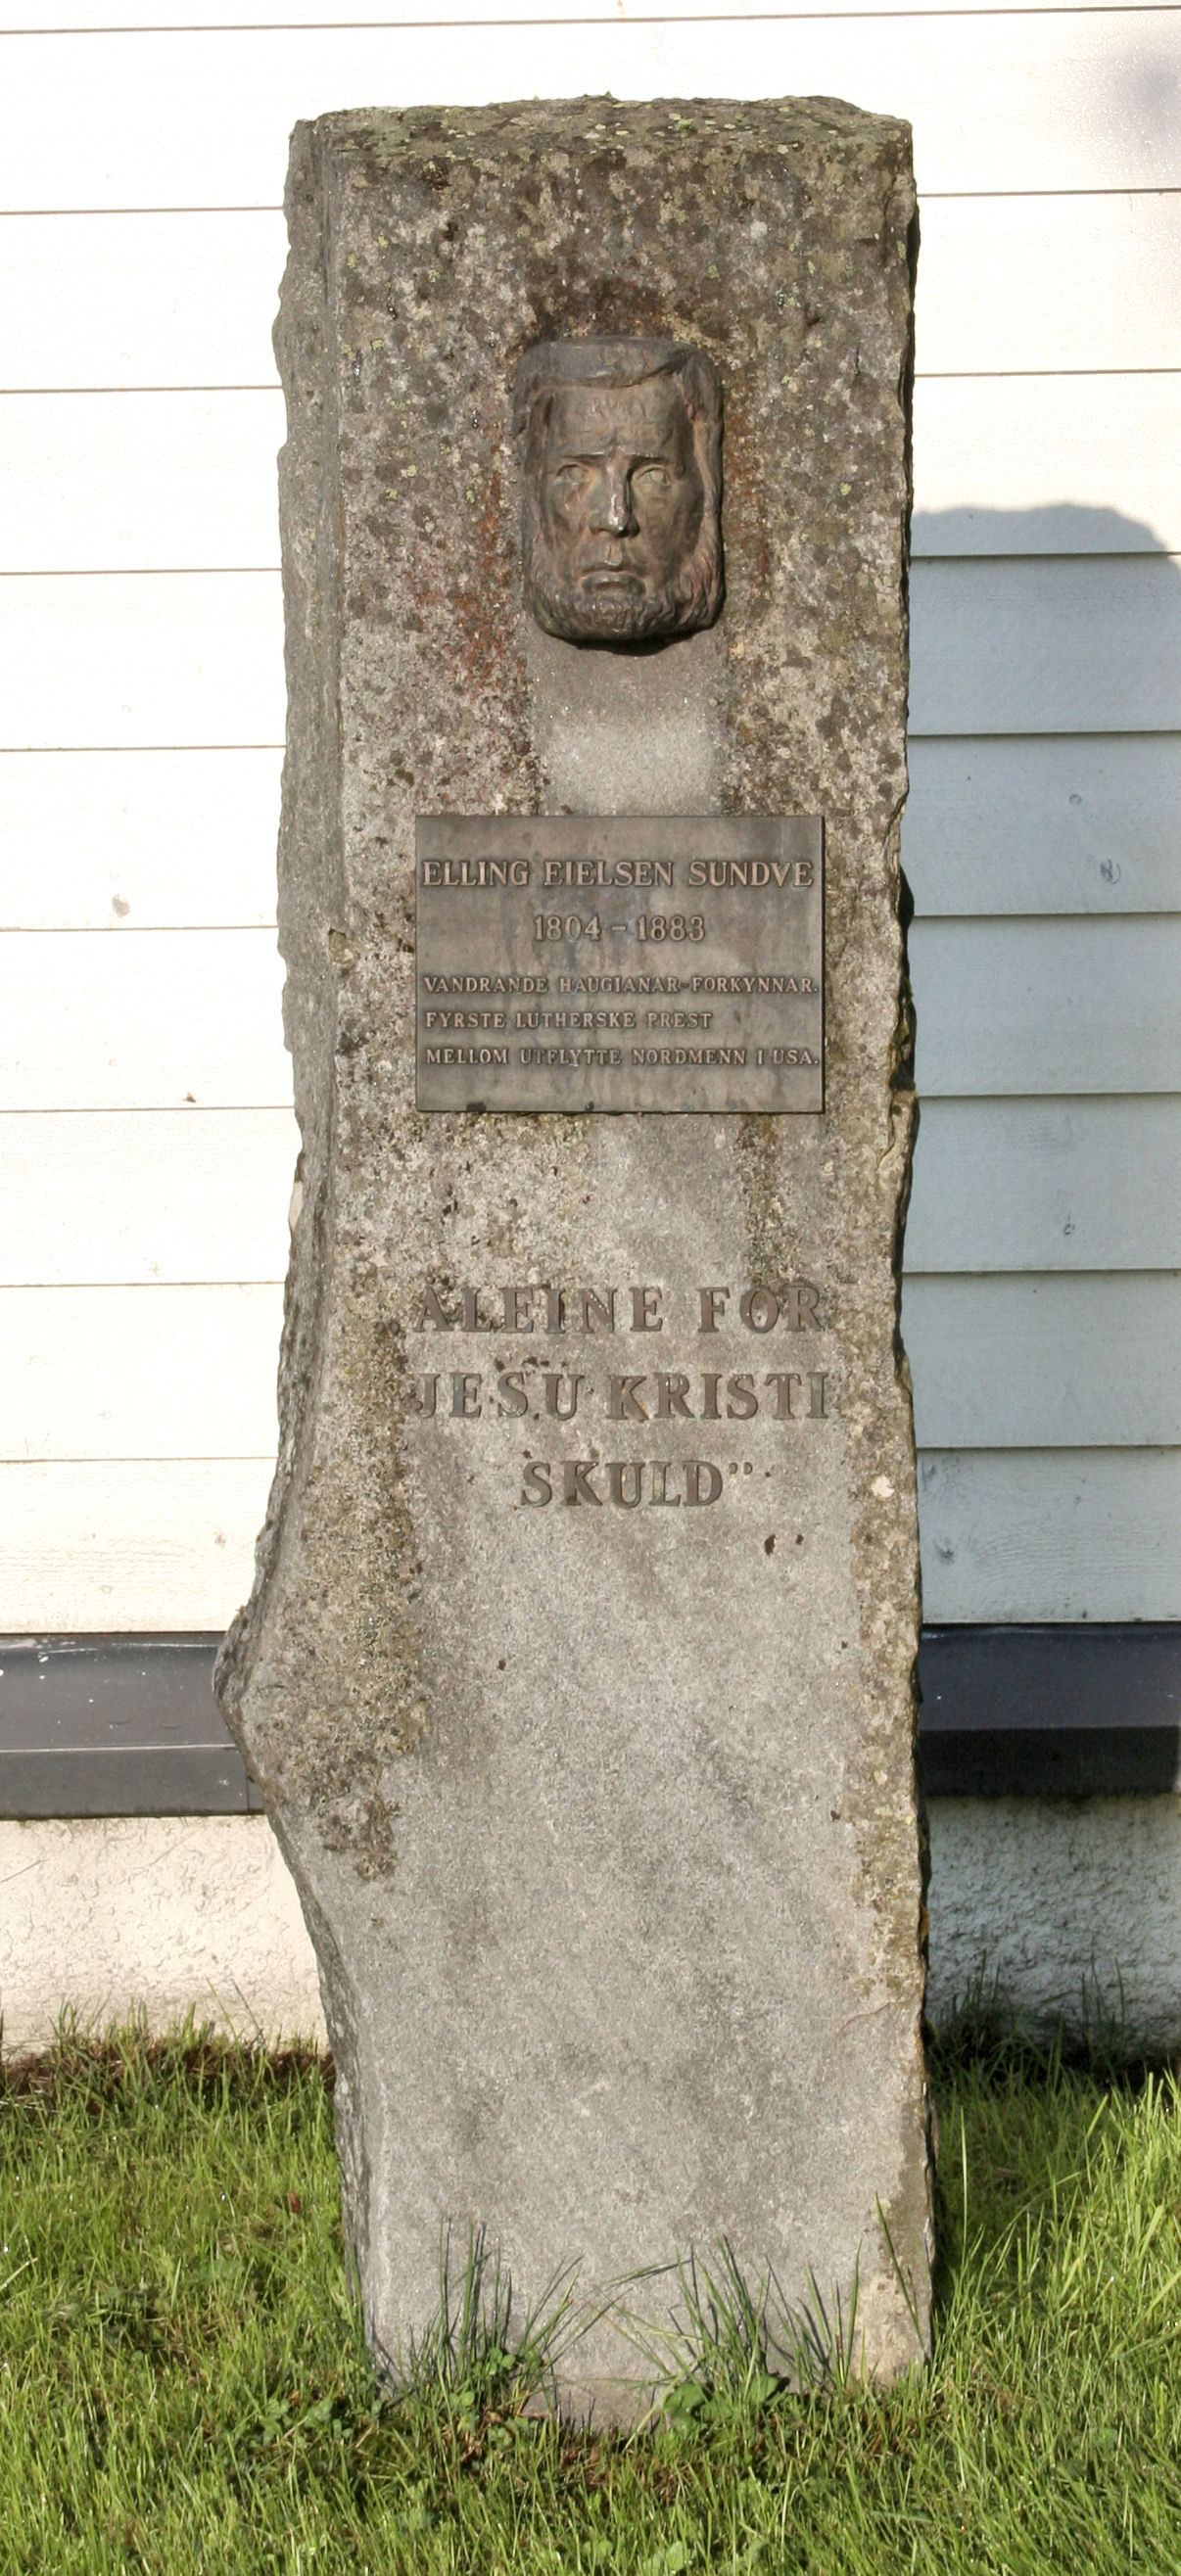 ELLING EIELSEN SUNDVE
1804 – 1883
VANDRANDE HAUGIANAR-FORKYNNAR.
FYRSTE LUTHERSKE PREST
MELLOM UTFLYTTE NORDMENN I USA.
ALEINE FOR
JESU KRISTI
SKULD”